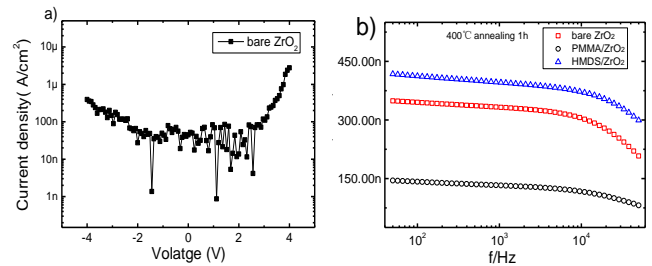 a)
bare ZrO₂
Current density( A/cm²)
10μ
1μ
100n
10n
1n
-4 -2 0 2 4
Volatge (V)
b)
400℃ annealing 1h
bare ZrO₂
PMMA/ZrO₂
HMDS/ZrO₂
450.00n
300.00n
150.00n
10² 10³ 10⁴
f/Hz